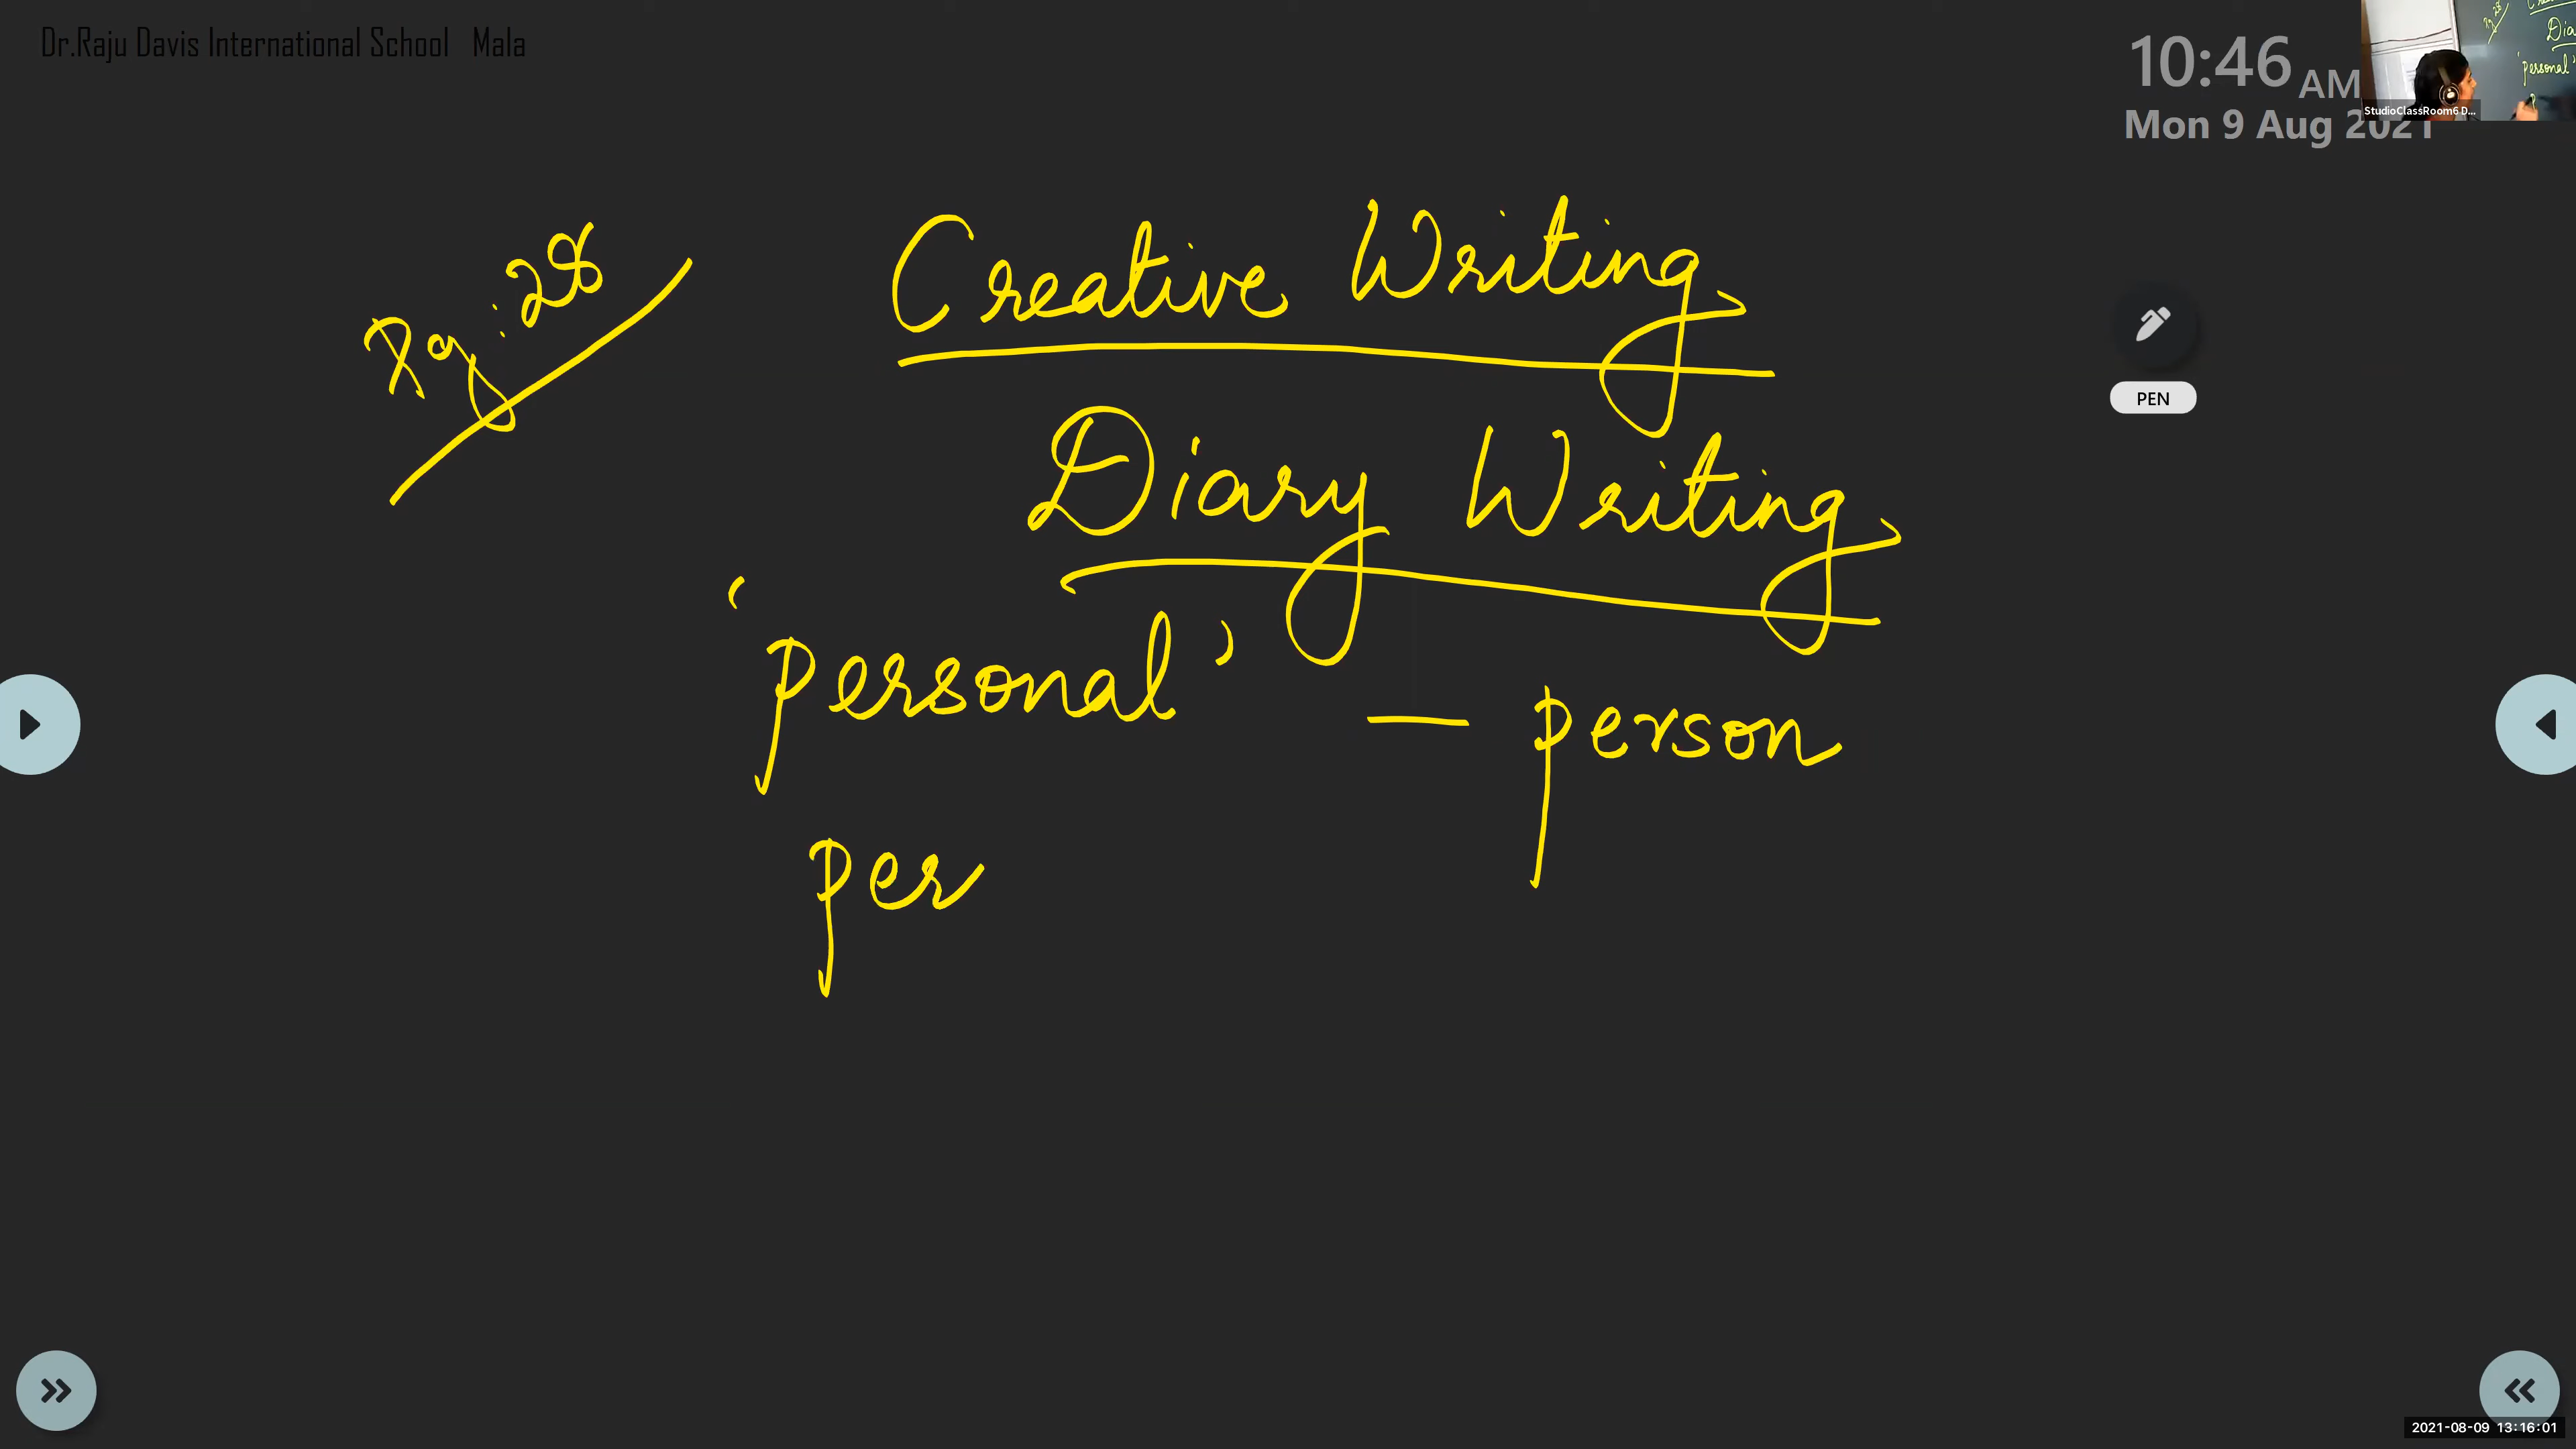 Dr.Raju Davis International School Mala
10:46 AM
Mon 9 Aug 2021
StudioClassRoom6 D...
Pg:28
Creative Writing
Diary Writing
PEN
'personal' — person
per
2021-08-09 13:16:01